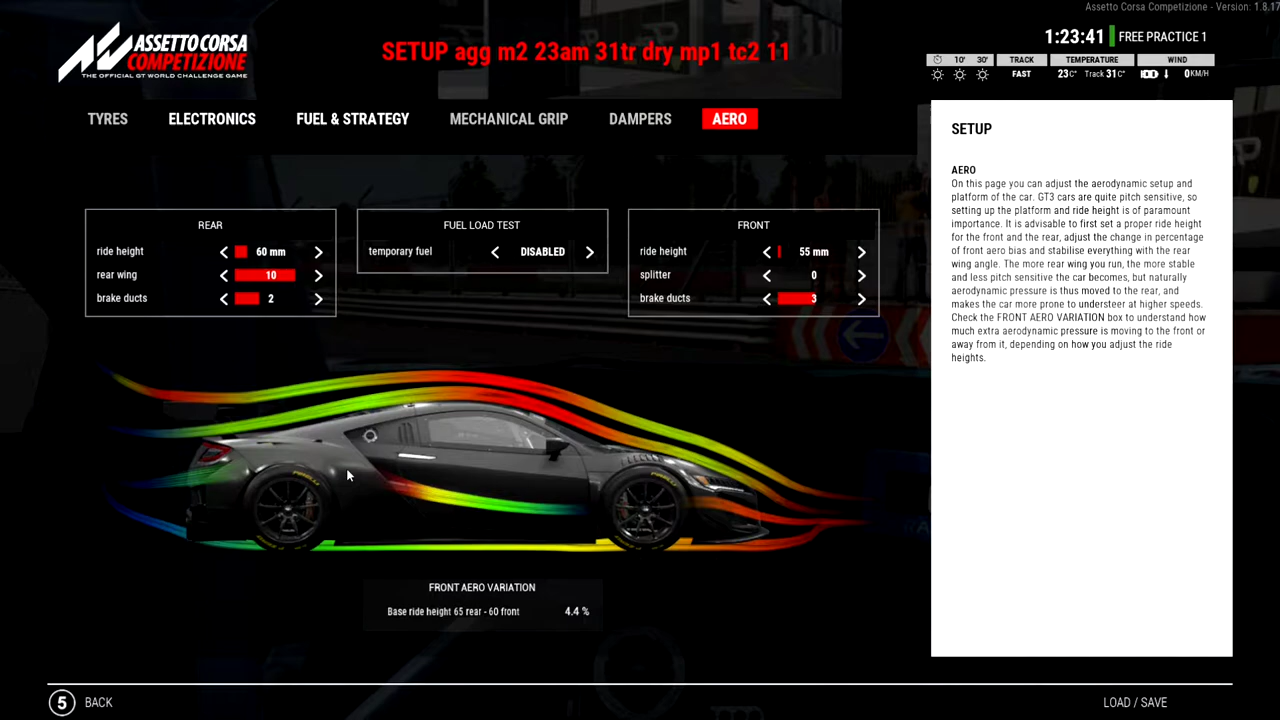 Assetto Corsa Competizione - Version: 1.8.17
ASSETTO CORSA
COMPETIZIONE
THE OFFICIAL GT WORLD CHALLENGE GAME
SETUP agg m2 23am 31tr dry mp1 tc2 11
1:23:41 FREE PRACTICE 1
10' 30' TRACK TEMPERATURE WIND
FAST 23C° Track 31C° 0KM/H
TYRES ELECTRONICS FUEL & STRATEGY MECHANICAL GRIP DAMPERS AERO
REAR
ride height 60 mm
rear wing 10
brake ducts 2
FUEL LOAD TEST
temporary fuel DISABLED
FRONT
ride height 55 mm
splitter 0
brake ducts 3
SETUP
AERO
On this page you can adjust the aerodynamic setup and
platform of the car. GT3 cars are quite pitch sensitive, so
setting up the platform and ride height is of paramount
importance. It is advisable to first set a proper ride height
for the front and the rear, adjust the change in percentage
of front aero bias and stabilise everything with the rear
wing angle. The more rear wing you run, the more stable
and less pitch sensitive the car becomes, but naturally
aerodynamic pressure is thus moved to the rear, and
makes the car more prone to understeer at higher speeds.
Check the FRONT AERO VARIATION box to understand how
much extra aerodynamic pressure is moving to the front or
away from it, depending on how you adjust the ride
heights.
PIRELLI
PIRELLI
FRONT AERO VARIATION
Base ride height 65 rear - 60 front 4.4 %
5 BACK
LOAD / SAVE